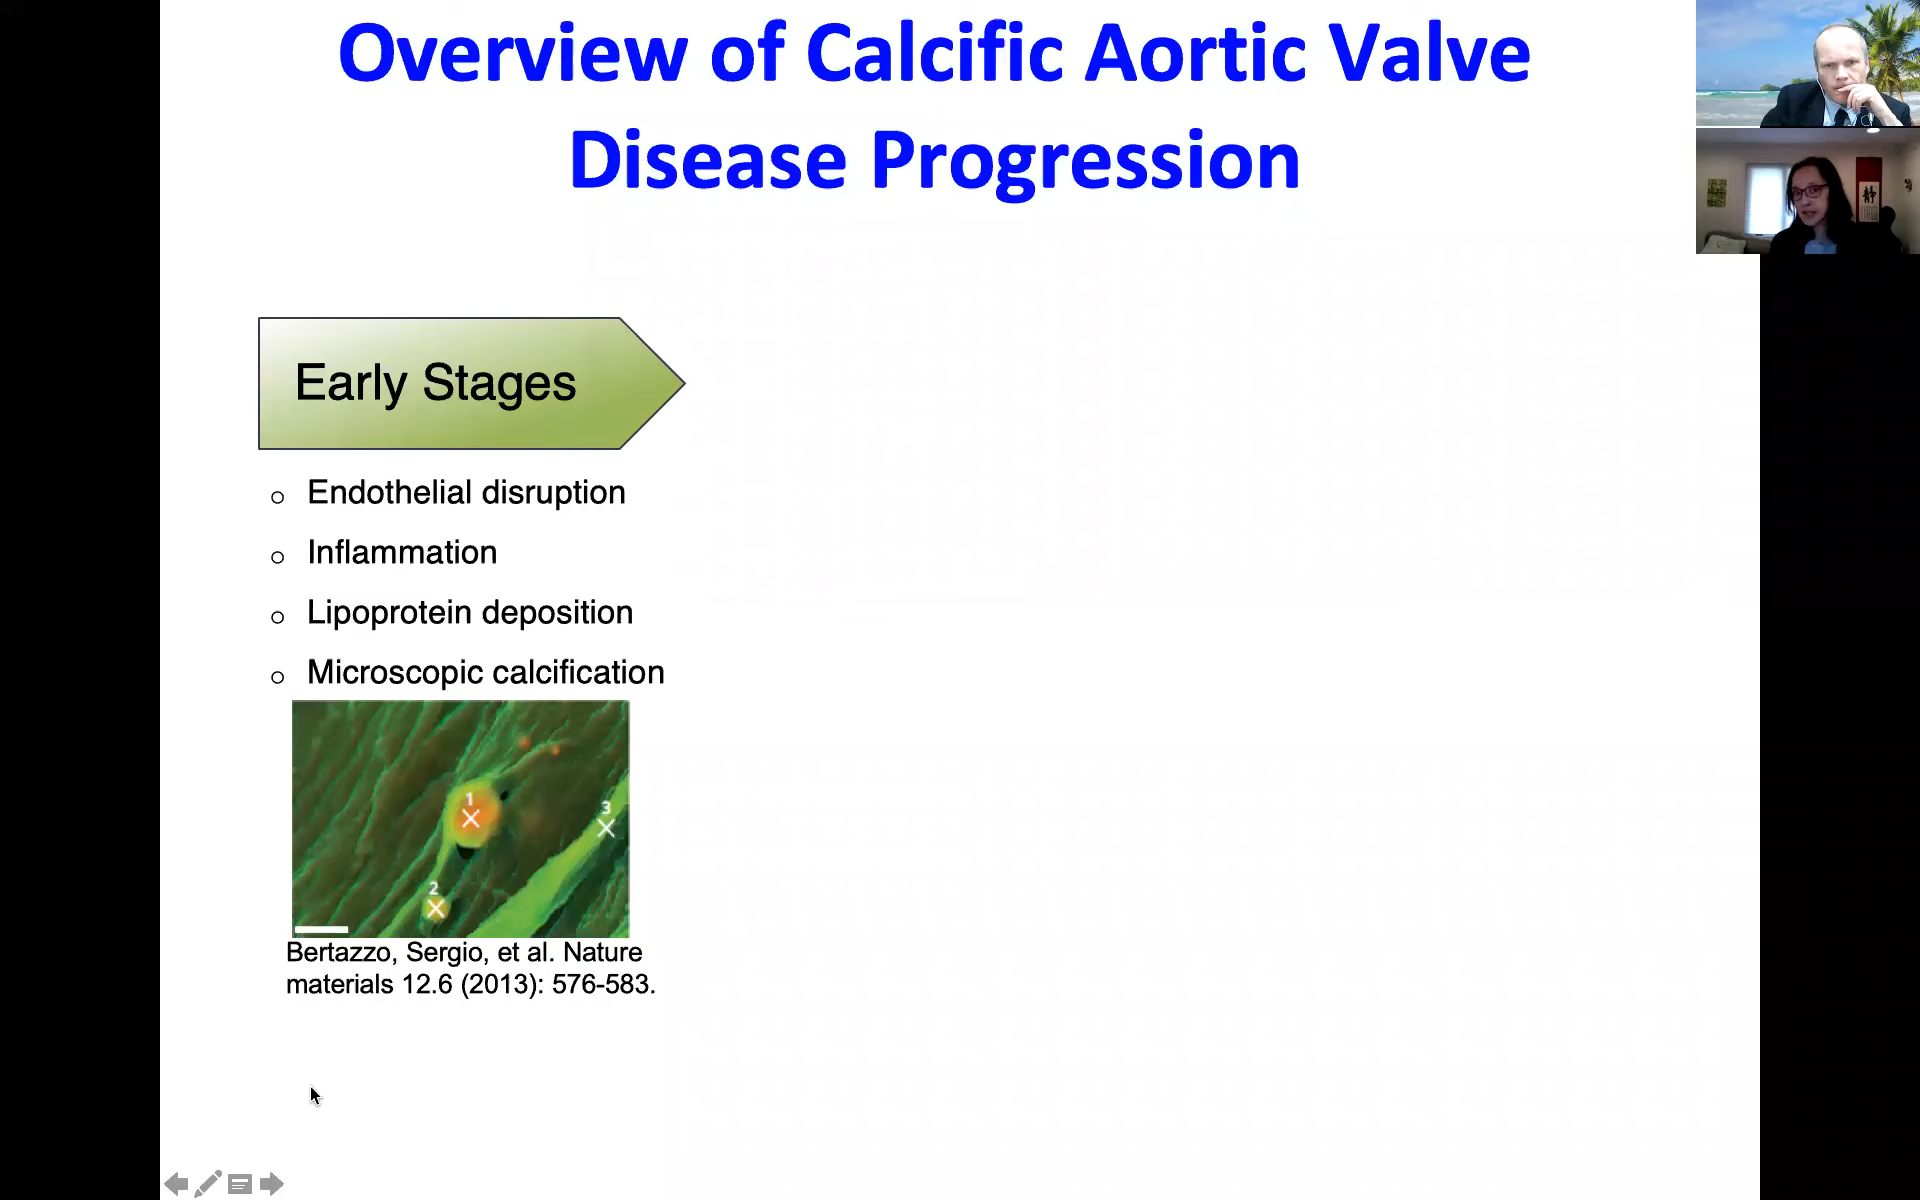 Overview of Calcific Aortic Valve
Disease Progression
Early Stages
Endothelial disruption
Inflammation
Lipoprotein deposition
Microscopic calcification
1
3
2
Bertazzo, Sergio, et al. Nature
materials 12.6 (2013): 576-583.
靜